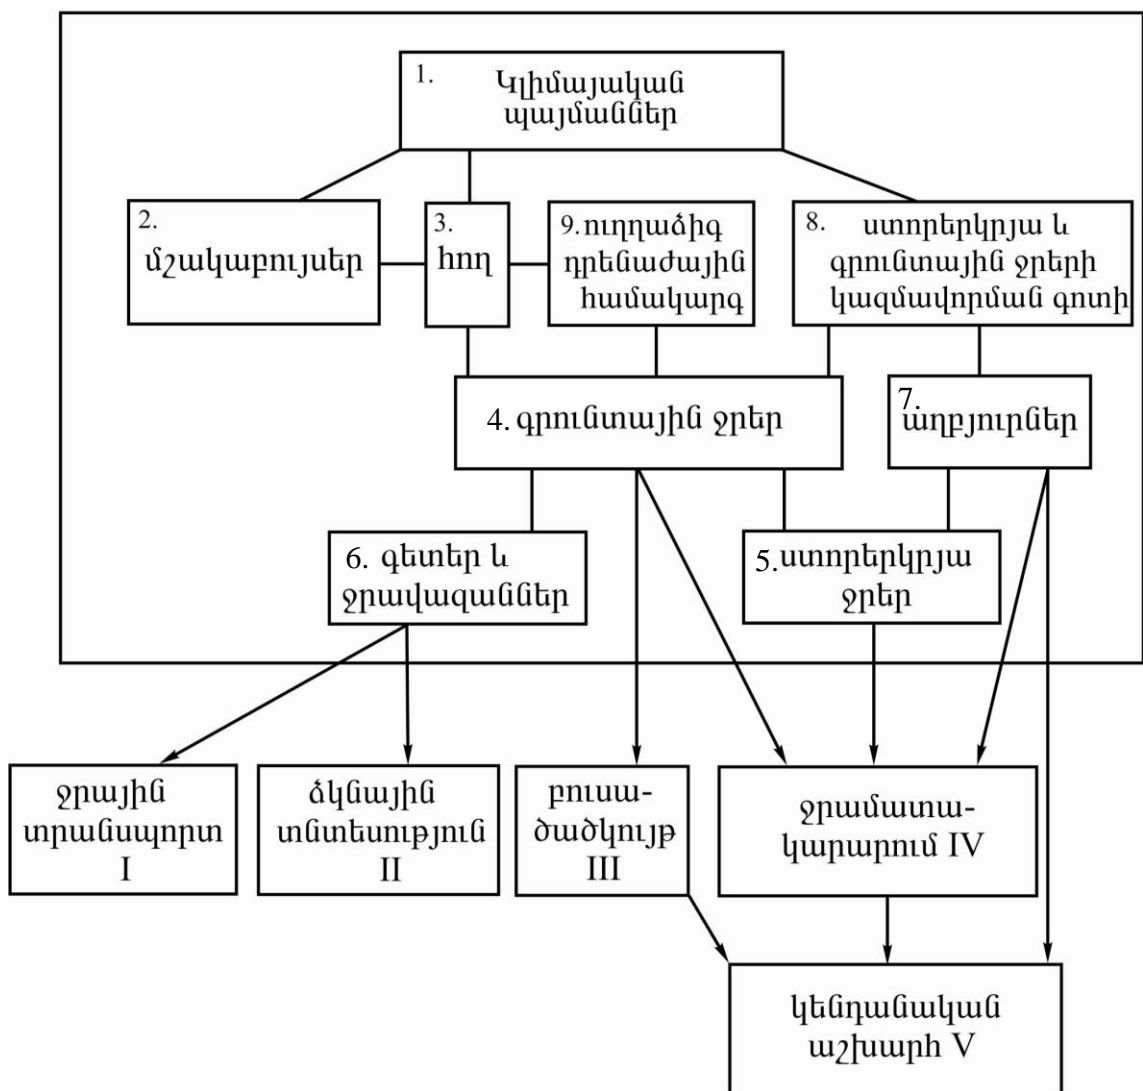 1. Կլիմայական
պայմաններ
2.
մշակաբույսեր
3.
հող
9. ուղղաձիգ
դրենաժային
համակարգ
8. ստորերկրյա և
գրունտային ջրերի
կազմավորման գոտի
4. գրունտային ջրեր
7.
աղբյուրներ
6. գետեր և
ջրավազաններ
5. ստորերկրյա
ջրեր
ջրային
տրանսպորտ
I
ձկնային
տնտեսություն
II
բուսա-
ծածկույթ
III
ջրամատա-
կարարում IV
կենդանական
աշխարհ V